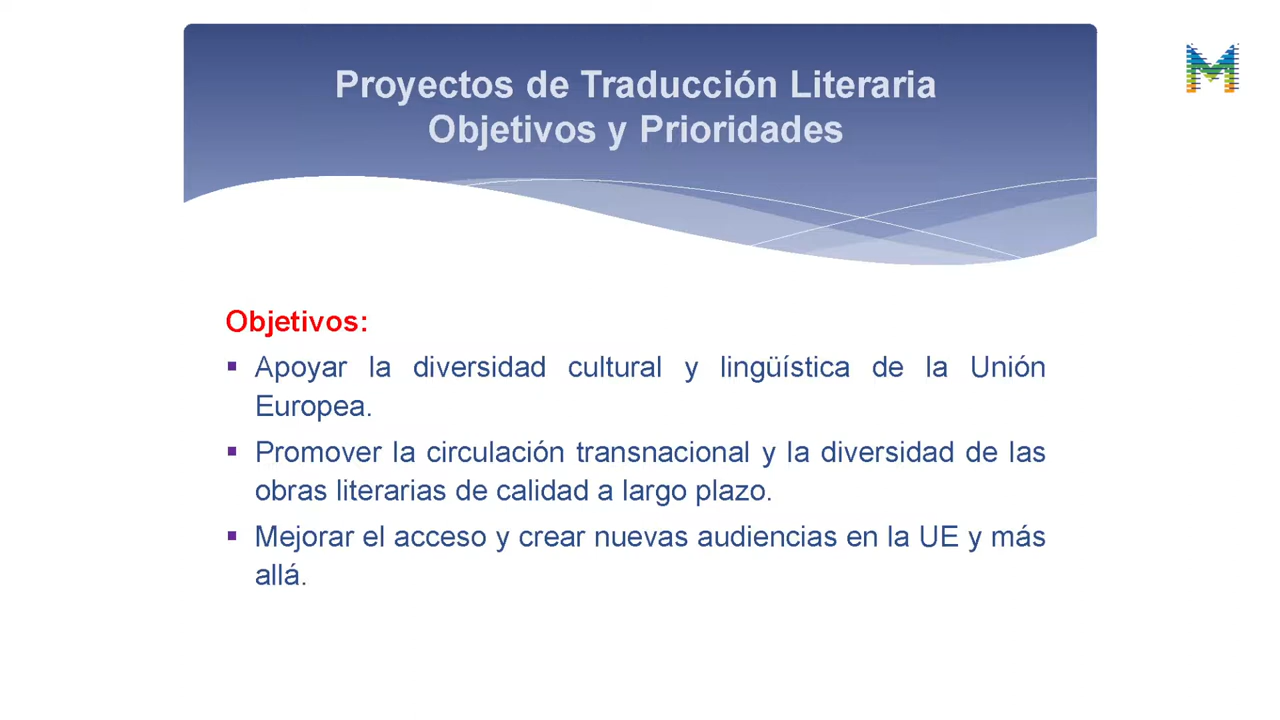 Proyectos de Traducción Literaria
Objetivos y Prioridades
Objetivos:
Apoyar la diversidad cultural y lingüística de la Unión
Europea.
Promover la circulación transnacional y la diversidad de las
obras literarias de calidad a largo plazo.
Mejorar el acceso y crear nuevas audiencias en la UE y más
allá.